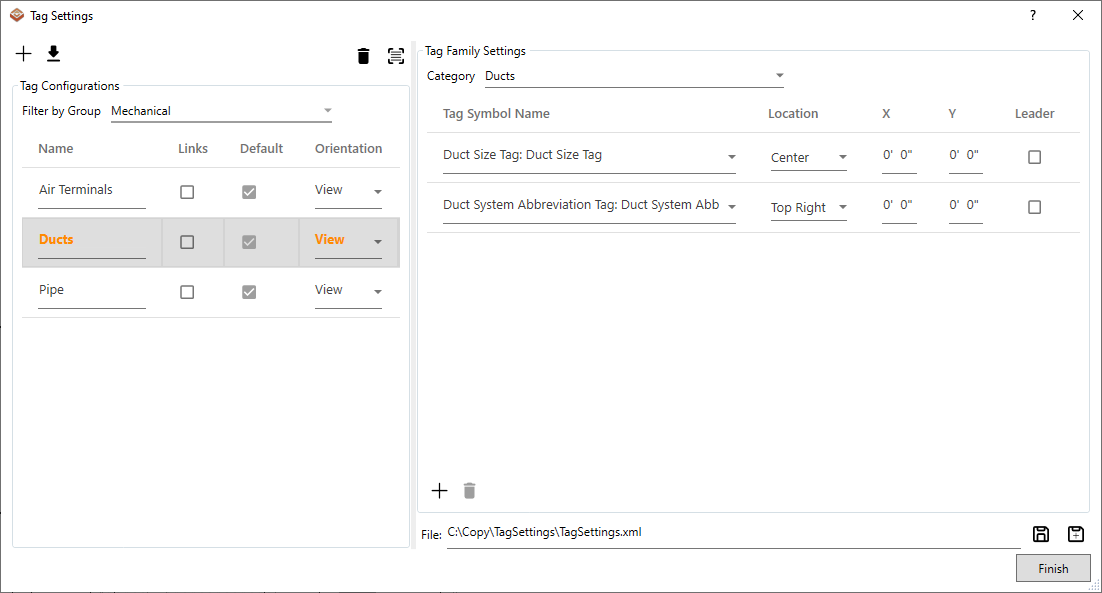 Tag Settings
?
Tag Configurations
Filter by Group Mechanical
Name Links Default Orientation
Air Terminals View
Ducts View
Pipe View
Tag Family Settings
Category Ducts
Tag Symbol Name Location X Y Leader
Duct Size Tag: Duct Size Tag Center 0' 0" 0' 0"
Duct System Abbreviation Tag: Duct System Abb Top Right 0' 0" 0' 0"
File: C:\Copy\TagSettings\TagSettings.xml
Finish